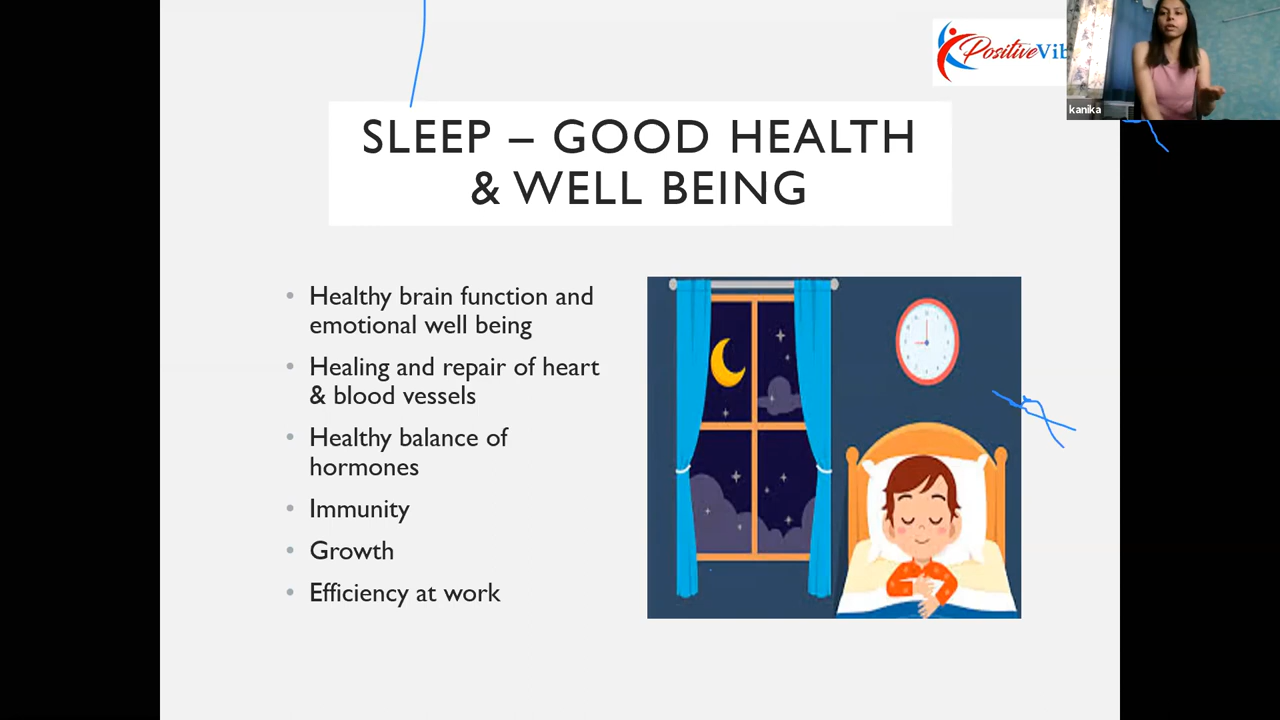 PositiveVib
kanika
SLEEP – GOOD HEALTH
& WELL BEING
• Healthy brain function and
emotional well being
• Healing and repair of heart
& blood vessels
• Healthy balance of
hormones
• Immunity
• Growth
• Efficiency at work